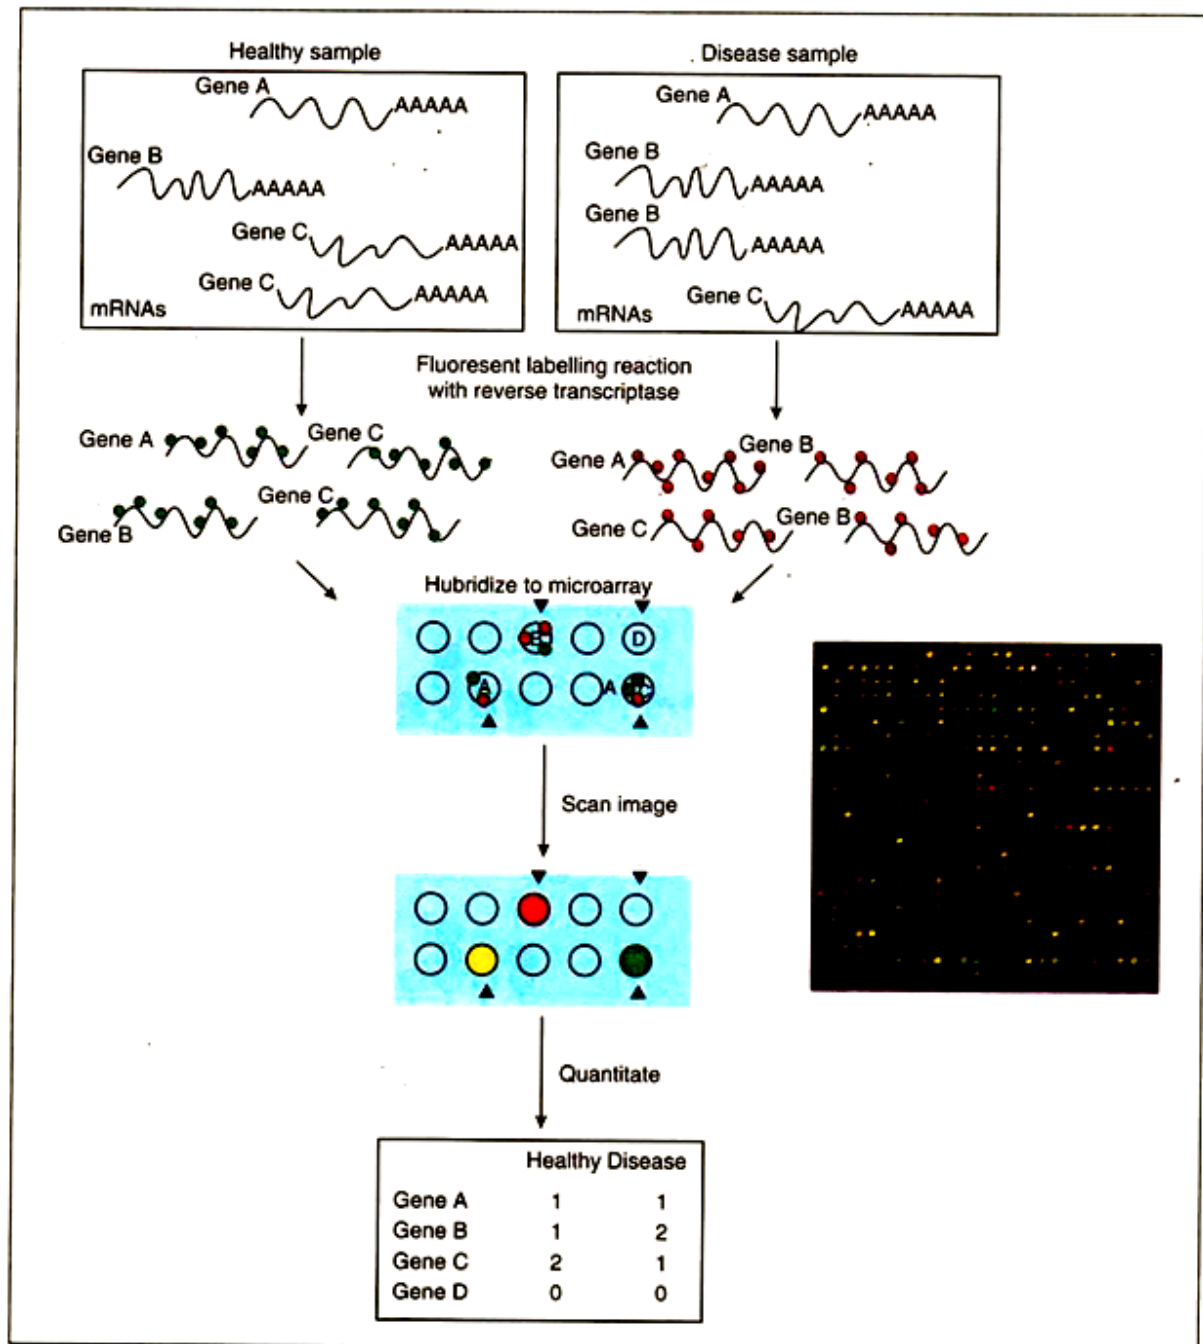 Healthy sample
Disease sample
Gene A
AAAAA
Gene B
AAAAA
Gene C
AAAAA
Gene C
AAAAA
mRNAs
Gene A
AAAAA
Gene B
AAAAA
Gene B
AAAAA
Gene C
AAAAA
mRNAs
Fluoresent labelling reaction
with reverse transcriptase
Gene A
Gene C
Gene C
Gene B
Gene B
Gene A
Gene C
Gene B
Hubridize to microarray
D
A
A
Scan image
Quantitate
Healthy Disease
Gene A 1 1
Gene B 1 2
Gene C 2 1
Gene D 0 0